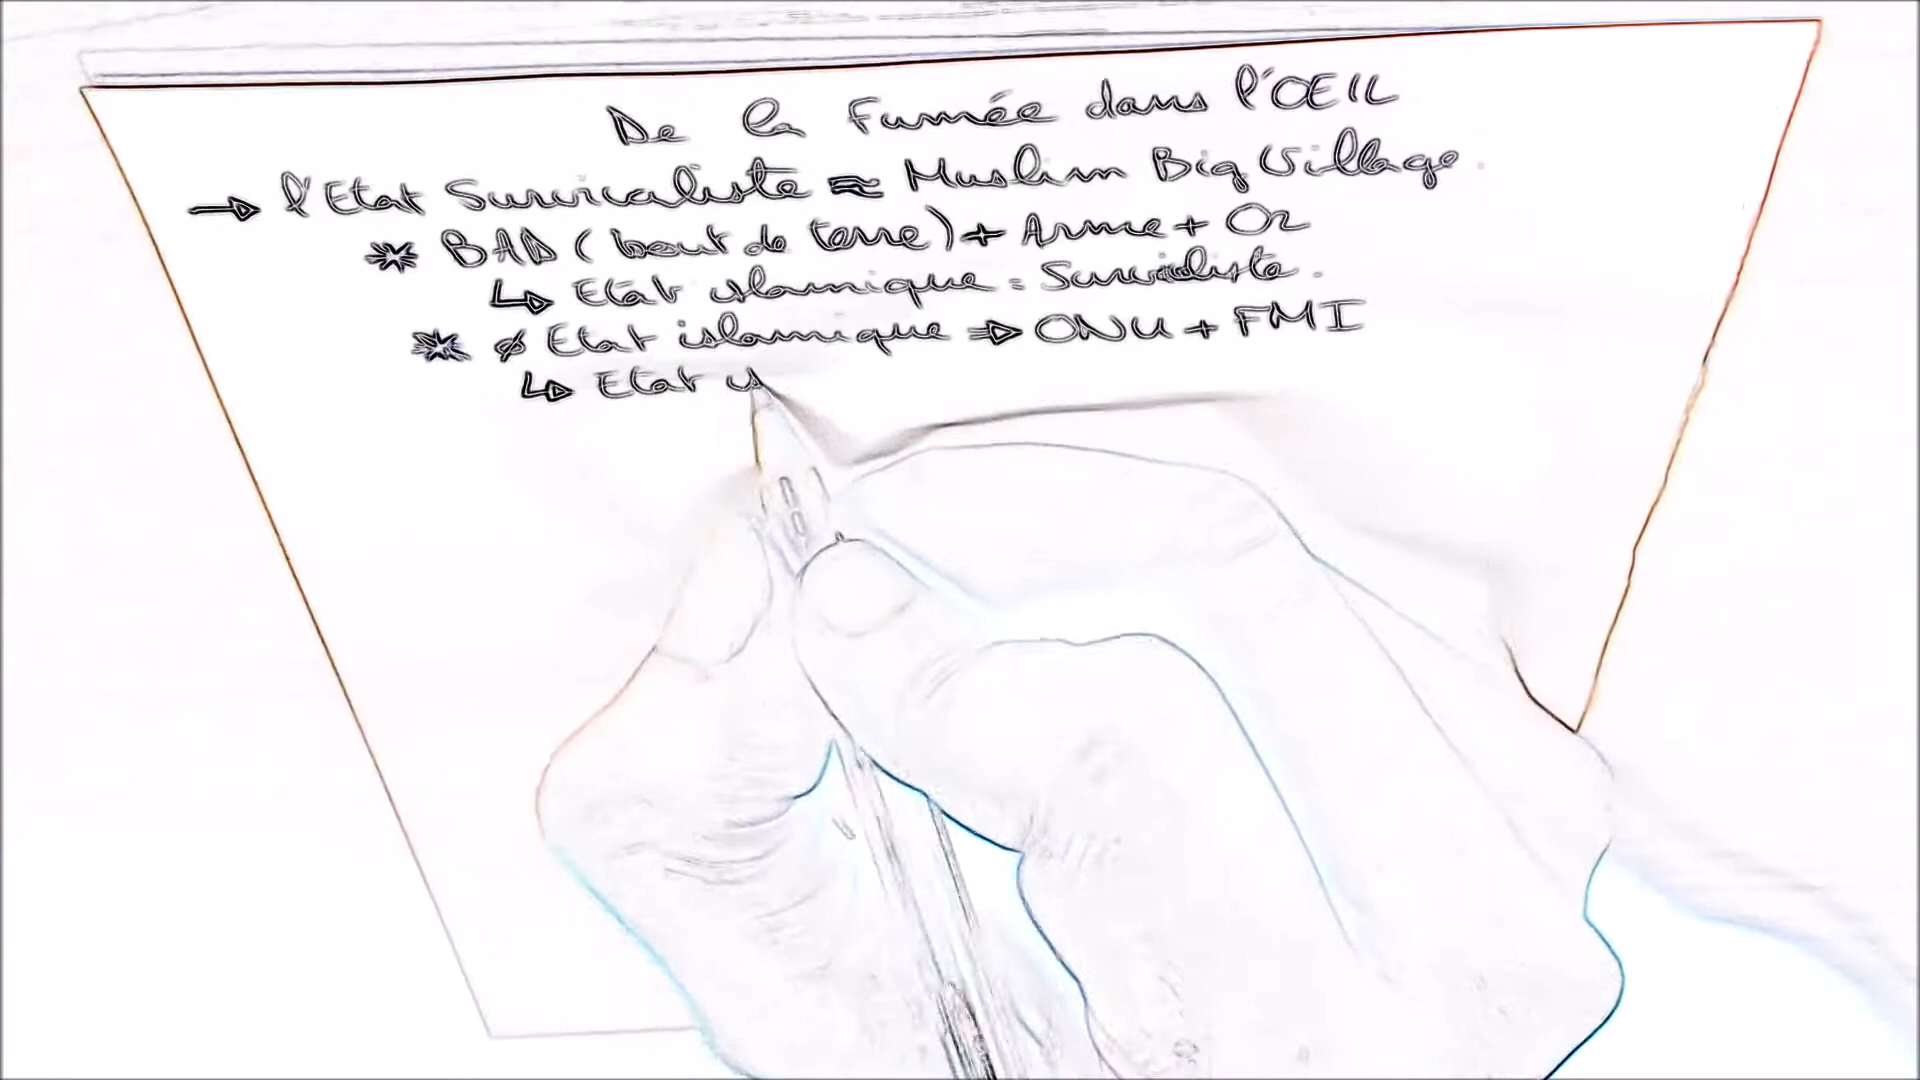 De la Fumée dans l'OEIL
→ l'Etat Survivaliste ≈ Muslim Big Village.
* BAD (bout de terre) + Arme + Or
↳ Etat islamique = Survivaliste.
* ø Etat islamique ⇒ ONU + FMI
↳ Etat is